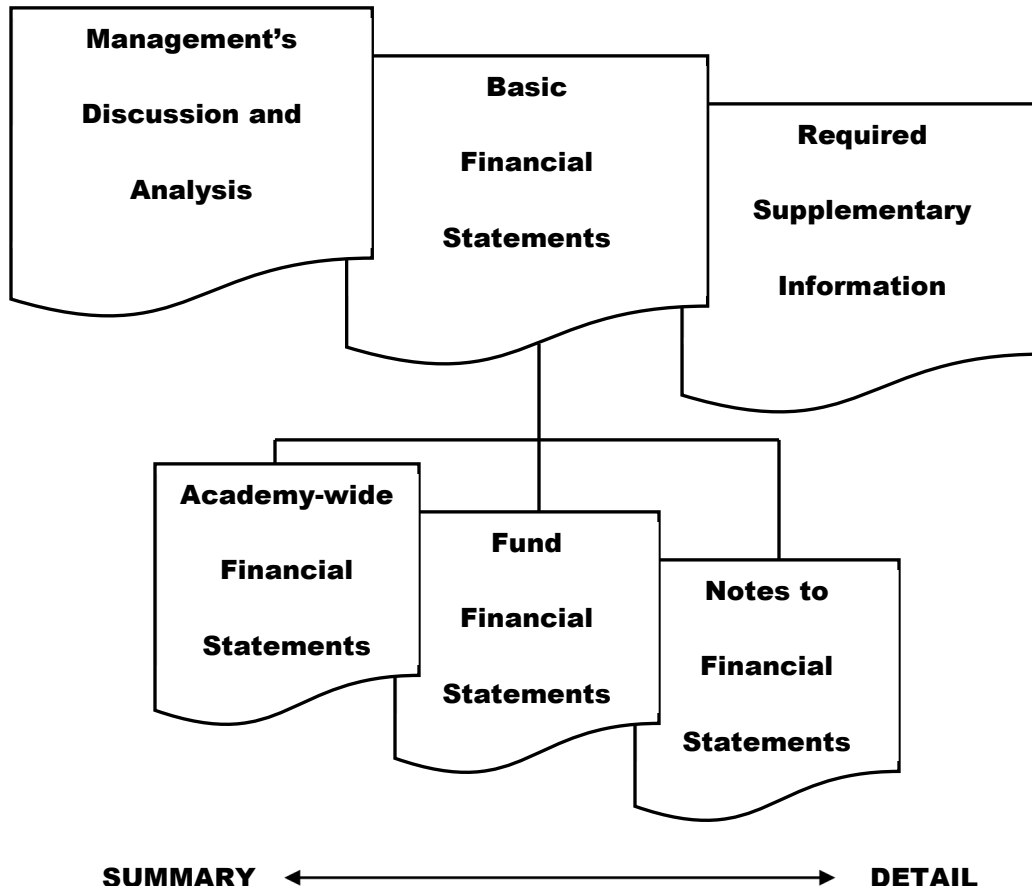 Management’s
Discussion and
Analysis
Basic
Financial
Statements
Required
Supplementary
Information
Academy-wide
Financial
Statements
Fund
Financial
Statements
Notes to
Financial
Statements
SUMMARY
DETAIL